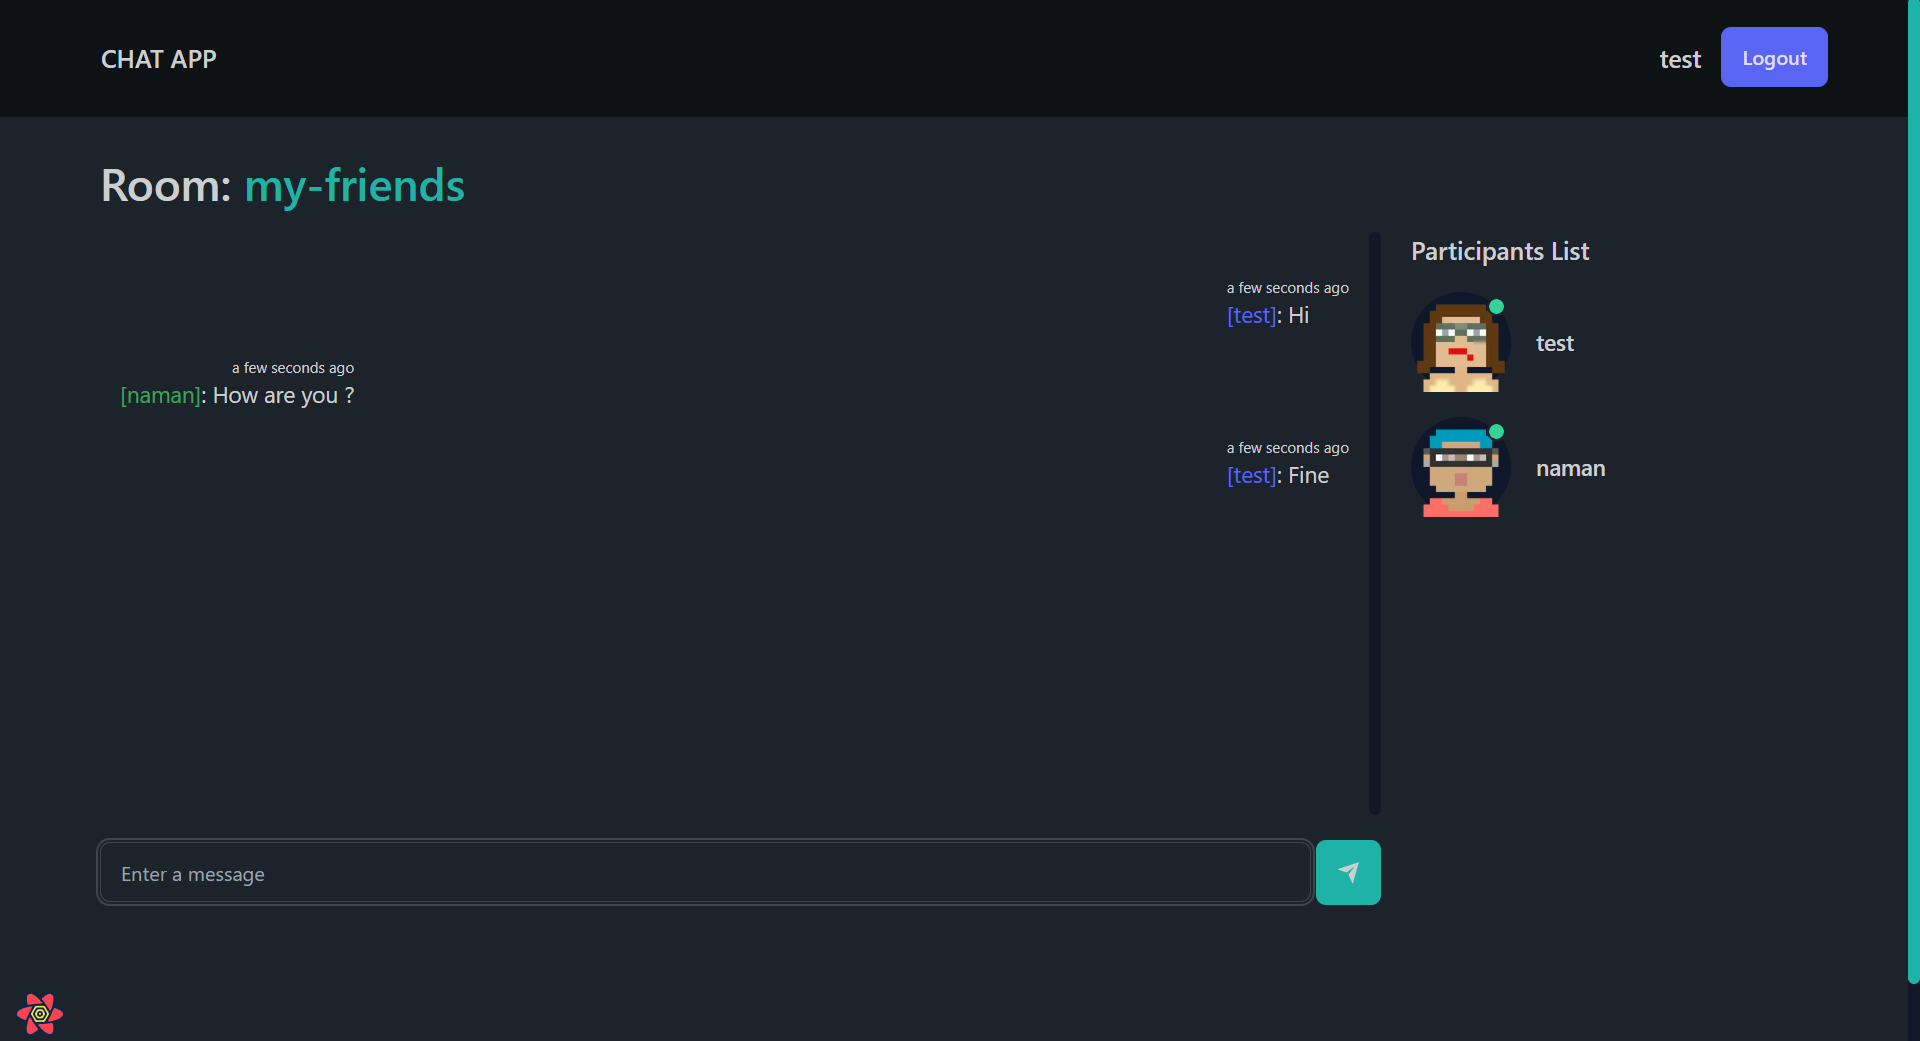 CHAT APP
test
Logout
Room: my-friends
a few seconds ago
[test]: Hi
a few seconds ago
[naman]: How are you ?
a few seconds ago
[test]: Fine
Enter a message
Participants List
test
naman